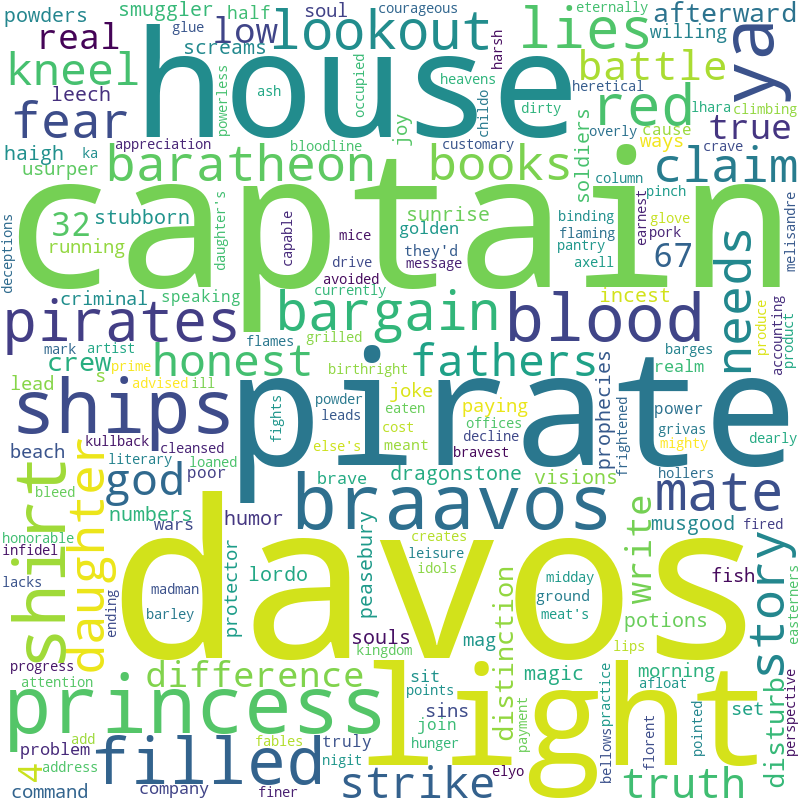 powders smuggler half soul courageous eternally afterward
glue low lookout lies willing ya
real screams harsh
kneel house heavens heretical battle
leech ash powerless occupied dirty red lhara climbing
fear joy childo soldiers overly cause true
appreciation customary
haigh ka bloodline ways crave
usurper baratheon books column claim
daughter's pinch melisandre
deceptions 32 stubborn captain sunrise binding glove earnest
golden flaming pork
running capable mice they'd pantry 67 needs
drive message axell
avoided
criminal speaking currently incest
pirates bargain blood
mark artist flames grilled barges produce accounting product
crew honest birthright fathers prophecies realm
s prime advised ill joke
lead powder eaten paying power
ships fights leads pirate cost offices frightened grivas mighty dearly
beach kullback cleansed else's meant decline
literary loaned bravest hollers
shirt daughter god poor brave dragonstone visions mate
bleed
numbers wars humor braavos write musgood fired story
honorable peasebury creates
infidel protector leisure fish
lacks madman lordo idols midday easterners
ending barley davos ground meat's potions
souls mag distinction
progress difference kingdom lips
attention sit magic morning disturb perspective
princess points sins light afloat set
join practice pointed
problem add truly hunger payment bellows florent
4 address filled fables nigit elyo
command company finer strike truth